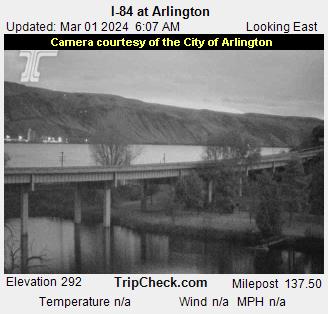 I-84 at Arlington
Updated: Mar 01 2024 6:07 AM Looking East
Camera courtesy of the City of Arlington
Elevation 292 TripCheck.com Milepost 137.50
Temperature n/a Wind n/a MPH n/a